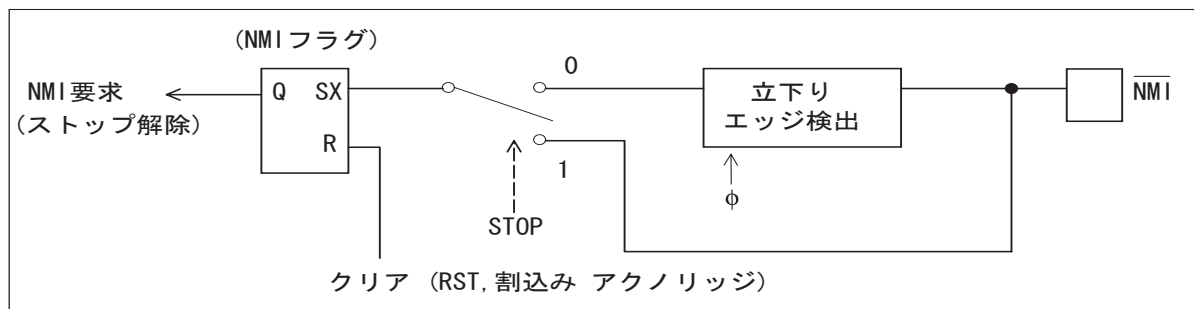 (NMIフラグ)
NMI要求
(ストップ解除)
Q SX
R
0
1
STOP
立下り
エッジ検出
φ
NMI
クリア (RST,割込み アクノリッジ)